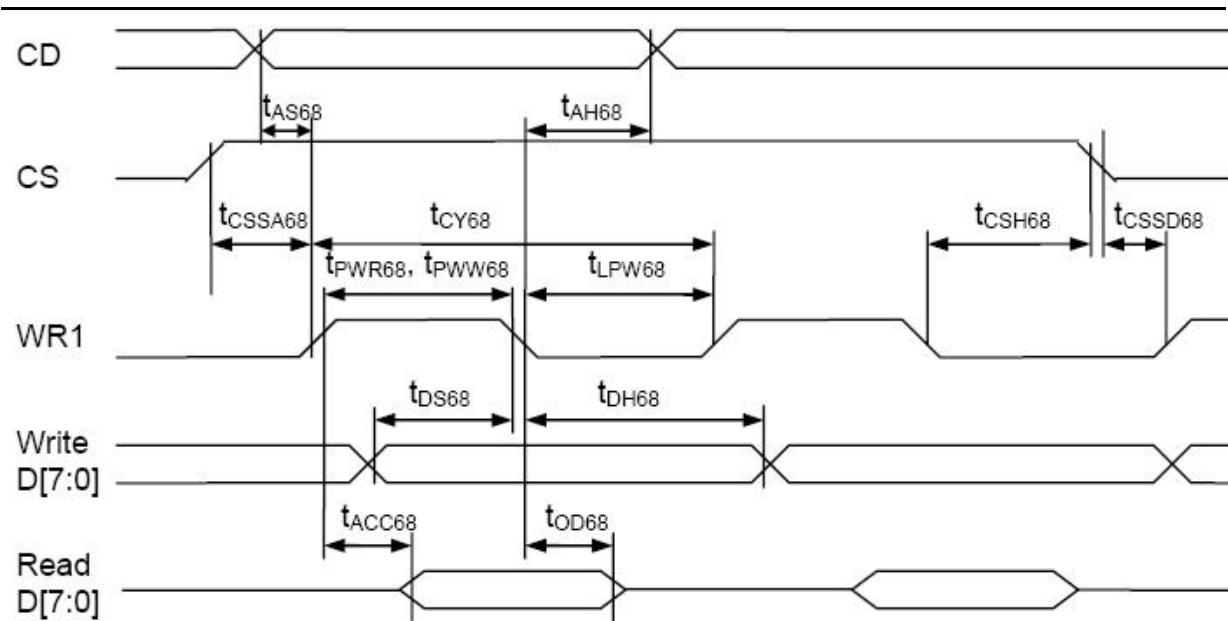 CD
tAS68
tAH68
CS
tCSSA68
tCY68
tCSH68
tCSSD68
tPWR68, tPWW68
tLPW68
WR1
tDS68
tDH68
Write
D[7:0]
tACC68
tOD68
Read
D[7:0]